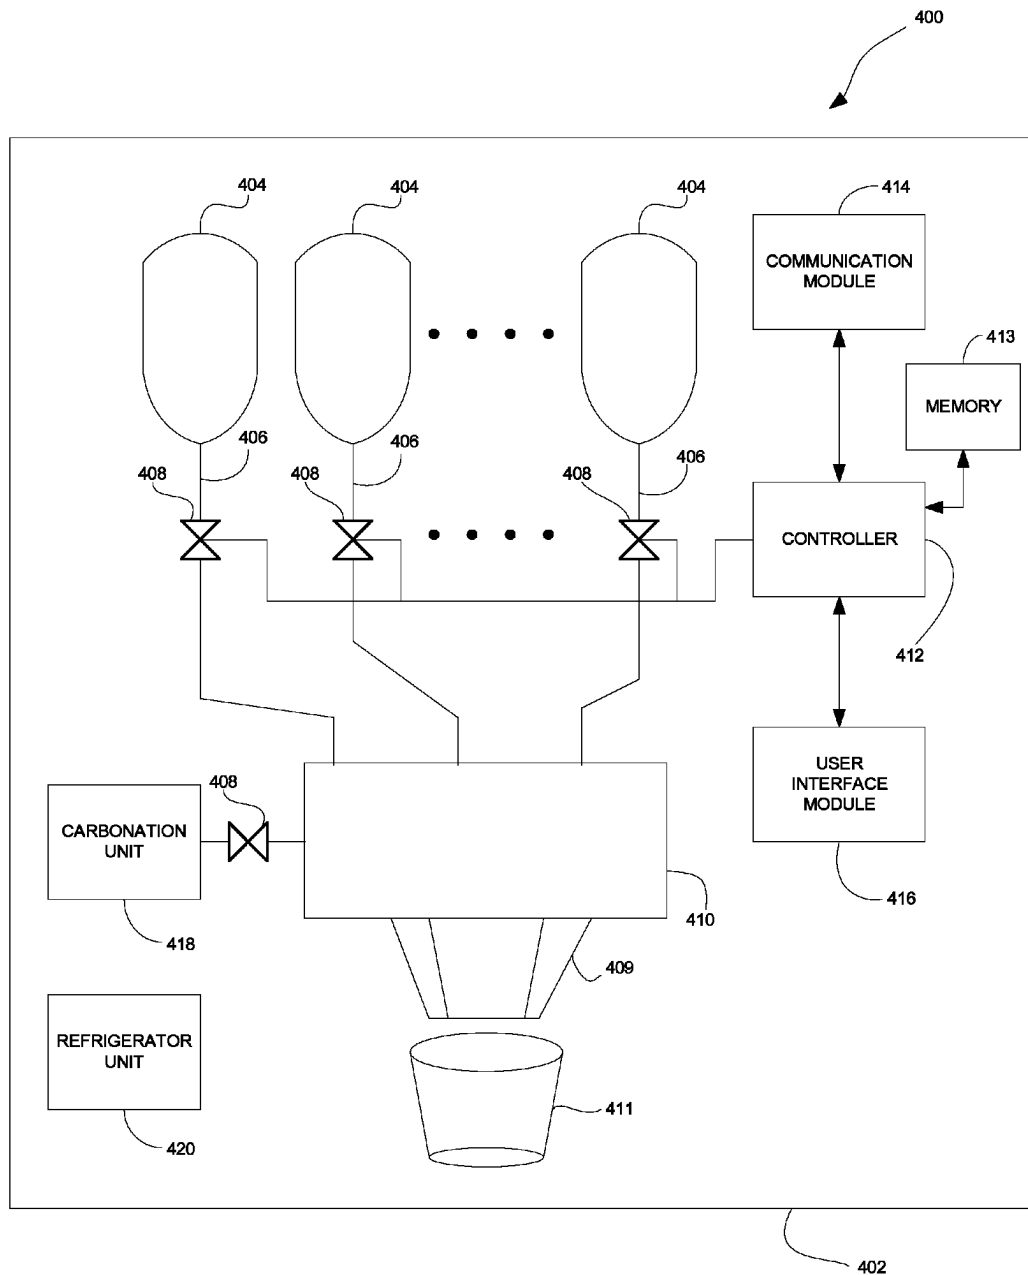 400
404
404
404
414
COMMUNICATION
MODULE
413
MEMORY
406
406
406
408
408
408
CONTROLLER
412
USER
INTERFACE
MODULE
416
408
CARBONATION
UNIT
418
410
409
REFRIGERATOR
UNIT
420
411
402